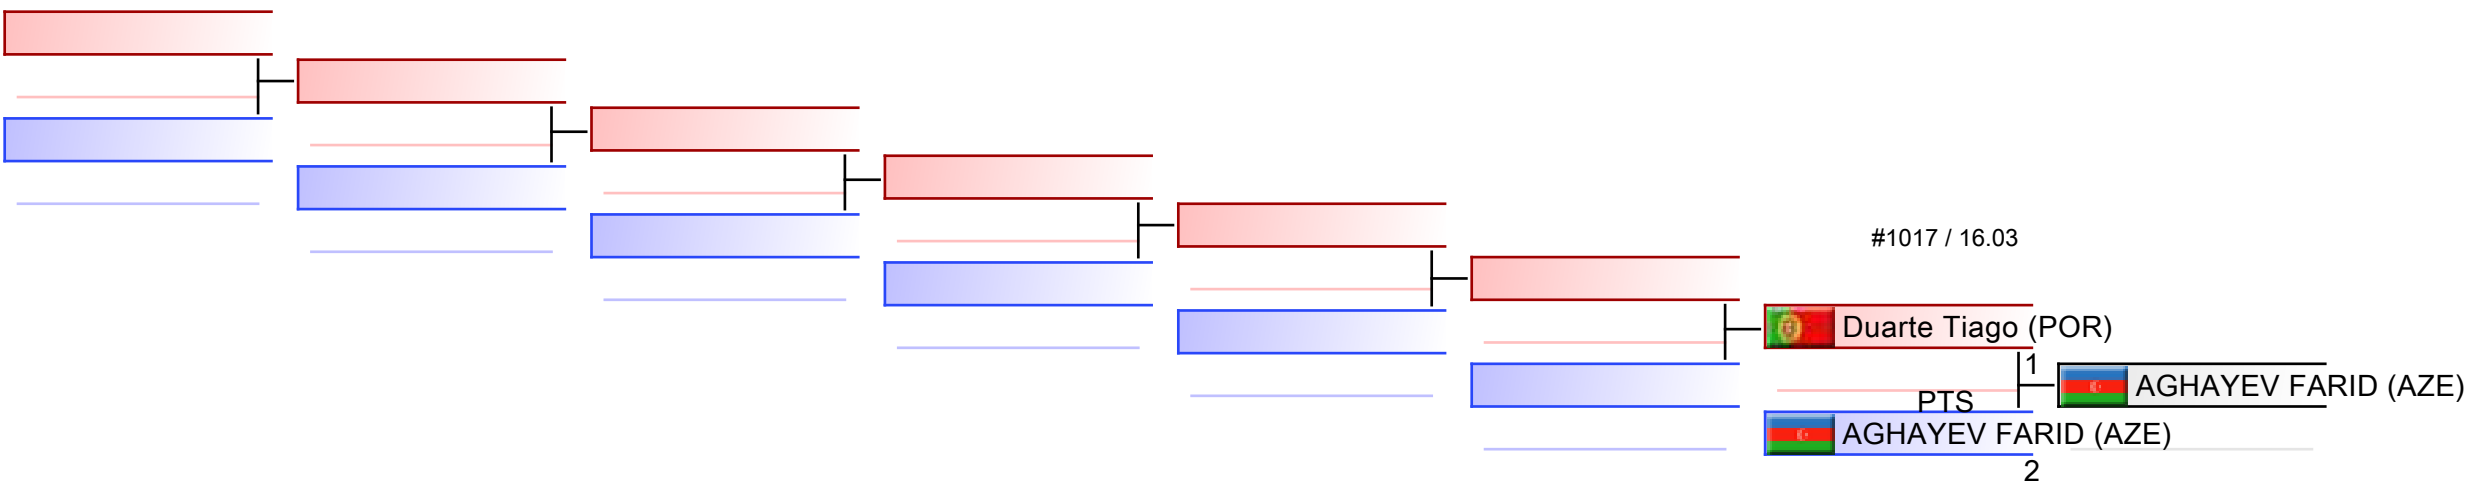 #1017 / 16.03
Duarte Tiago (POR)
1
AGHAYEV FARID (AZE)
PTS
AGHAYEV FARID (AZE)
2